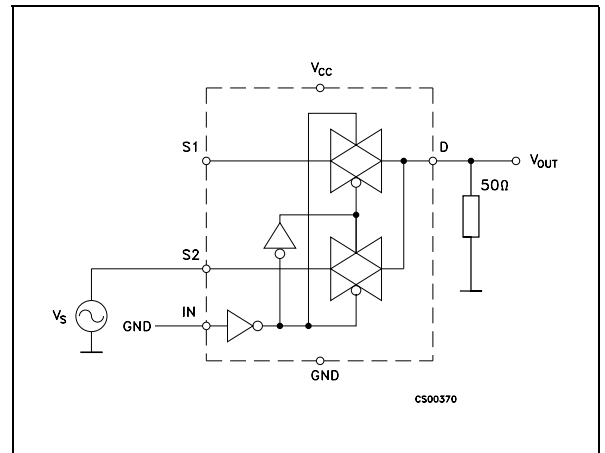 VCC
S1
D
VOUT
50Ω
S2
IN
VS
GND
GND
CS00370